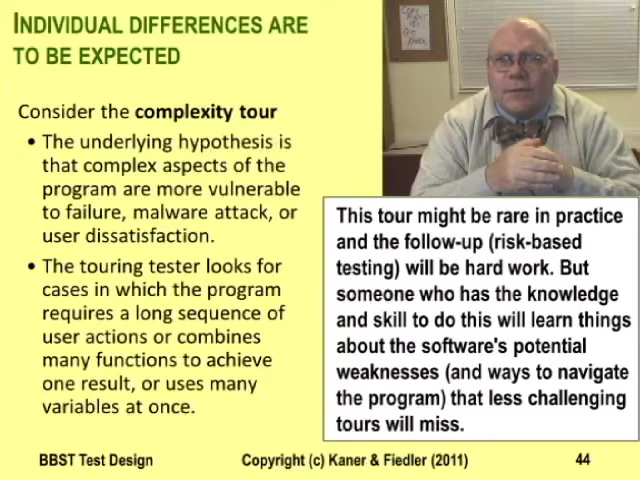 INDIVIDUAL DIFFERENCES ARE
TO BE EXPECTED
Consider the complexity tour
• The underlying hypothesis is
that complex aspects of the
program are more vulnerable
to failure, malware attack, or
user dissatisfaction.
• The touring tester looks for
cases in which the program
requires a long sequence of
user actions or combines
many functions to achieve
one result, or uses many
variables at once.
This tour might be rare in practice
and the follow-up (risk-based
testing) will be hard work. But
someone who has the knowledge
and skill to do this will learn things
about the software's potential
weaknesses (and ways to navigate
the program) that less challenging
tours will miss.
BBST Test Design
Copyright (c) Kaner & Fiedler (2011)
44